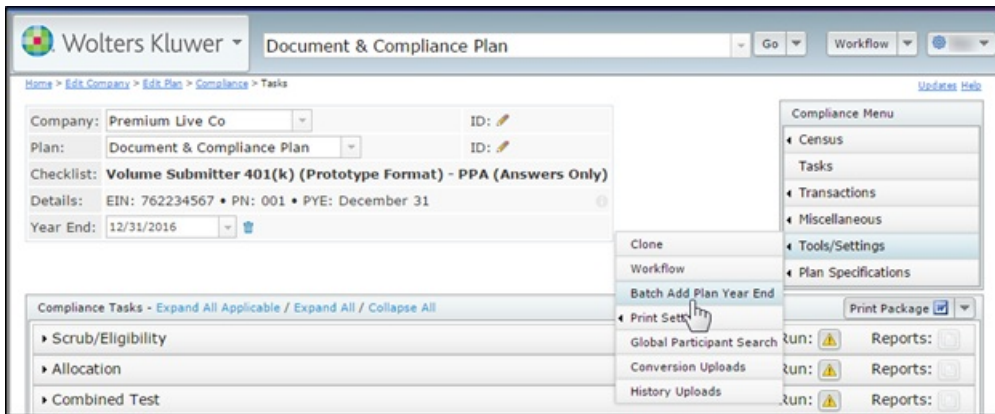 Wolters Kluwer
Document & Compliance Plan
Go
Workflow
Home > Edit Company > Edit Plan > Compliance > Tasks
Updates Help
Company: Premium Live Co ID:
Plan: Document & Compliance Plan ID:
Checklist: Volume Submitter 401(k) (Prototype Format) - PPA (Answers Only)
Details: EIN: 762234567 • PN: 001 • PYE: December 31
Year End: 12/31/2016
Compliance Menu
Census
Tasks
Transactions
Miscellaneous
Tools/Settings
Plan Specifications
Clone
Workflow
Batch Add Plan Year End
Print
Global Participant Search
Conversion Uploads
History Uploads
Compliance Tasks - Expand All Applicable / Expand All / Collapse All
Print Package
Scrub/Eligibility
Run: Reports:
Allocation
Run: Reports:
Combined Test
Run: Reports: